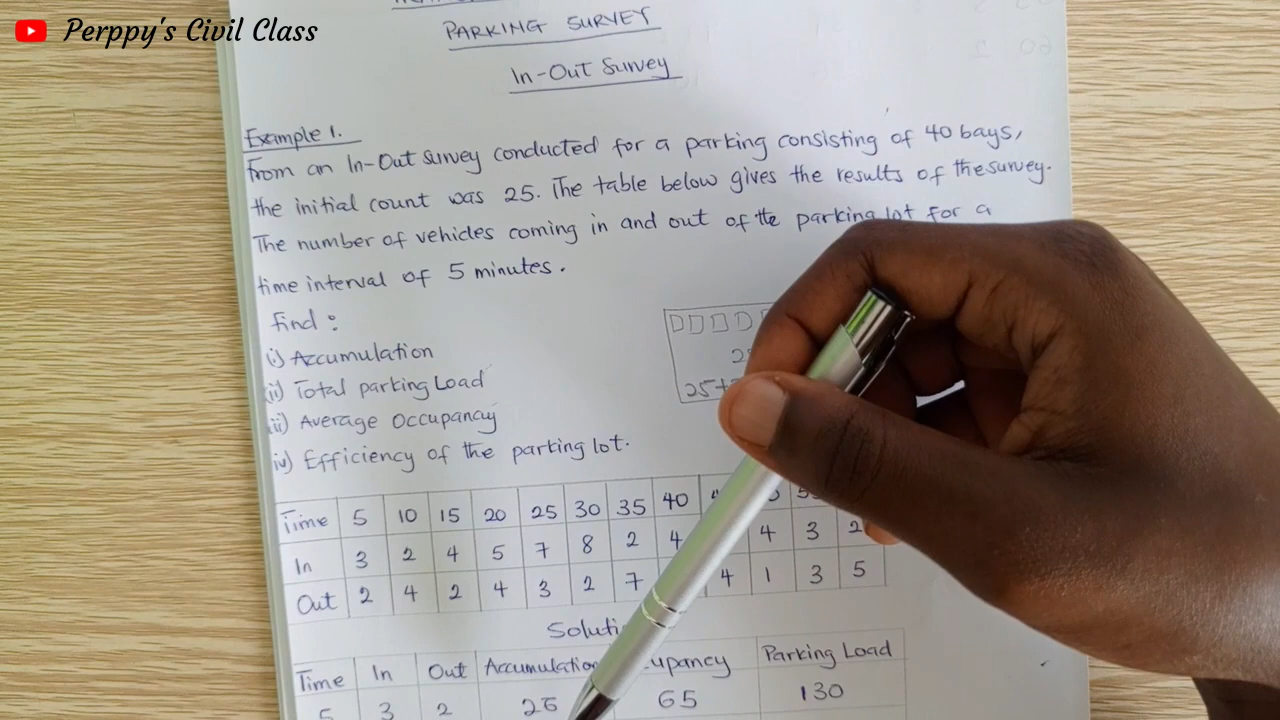 Perppy's Civil Class
PARKING SURVEY
In-Out Survey
Example 1.
From an In-Out survey conducted for a parking consisting of 40 bays,
the initial count was 25. The table below gives the results of the survey.
The number of vehicles coming in and out of the parking lot for a
time interval of 5 minutes.
Find:
i) Accumulation
ii) Total parking Load
iii) Average Occupancy
iv) Efficiency of the parking lot.
Time 5 10 15 20 25 30 35 40
In 3 2 4 5 7 8 2 4 4 3 2
Out 2 4 2 4 3 2 7 4 1 3 5
Time In Out Accumulation Parking Load
5 3 2 26 65 130